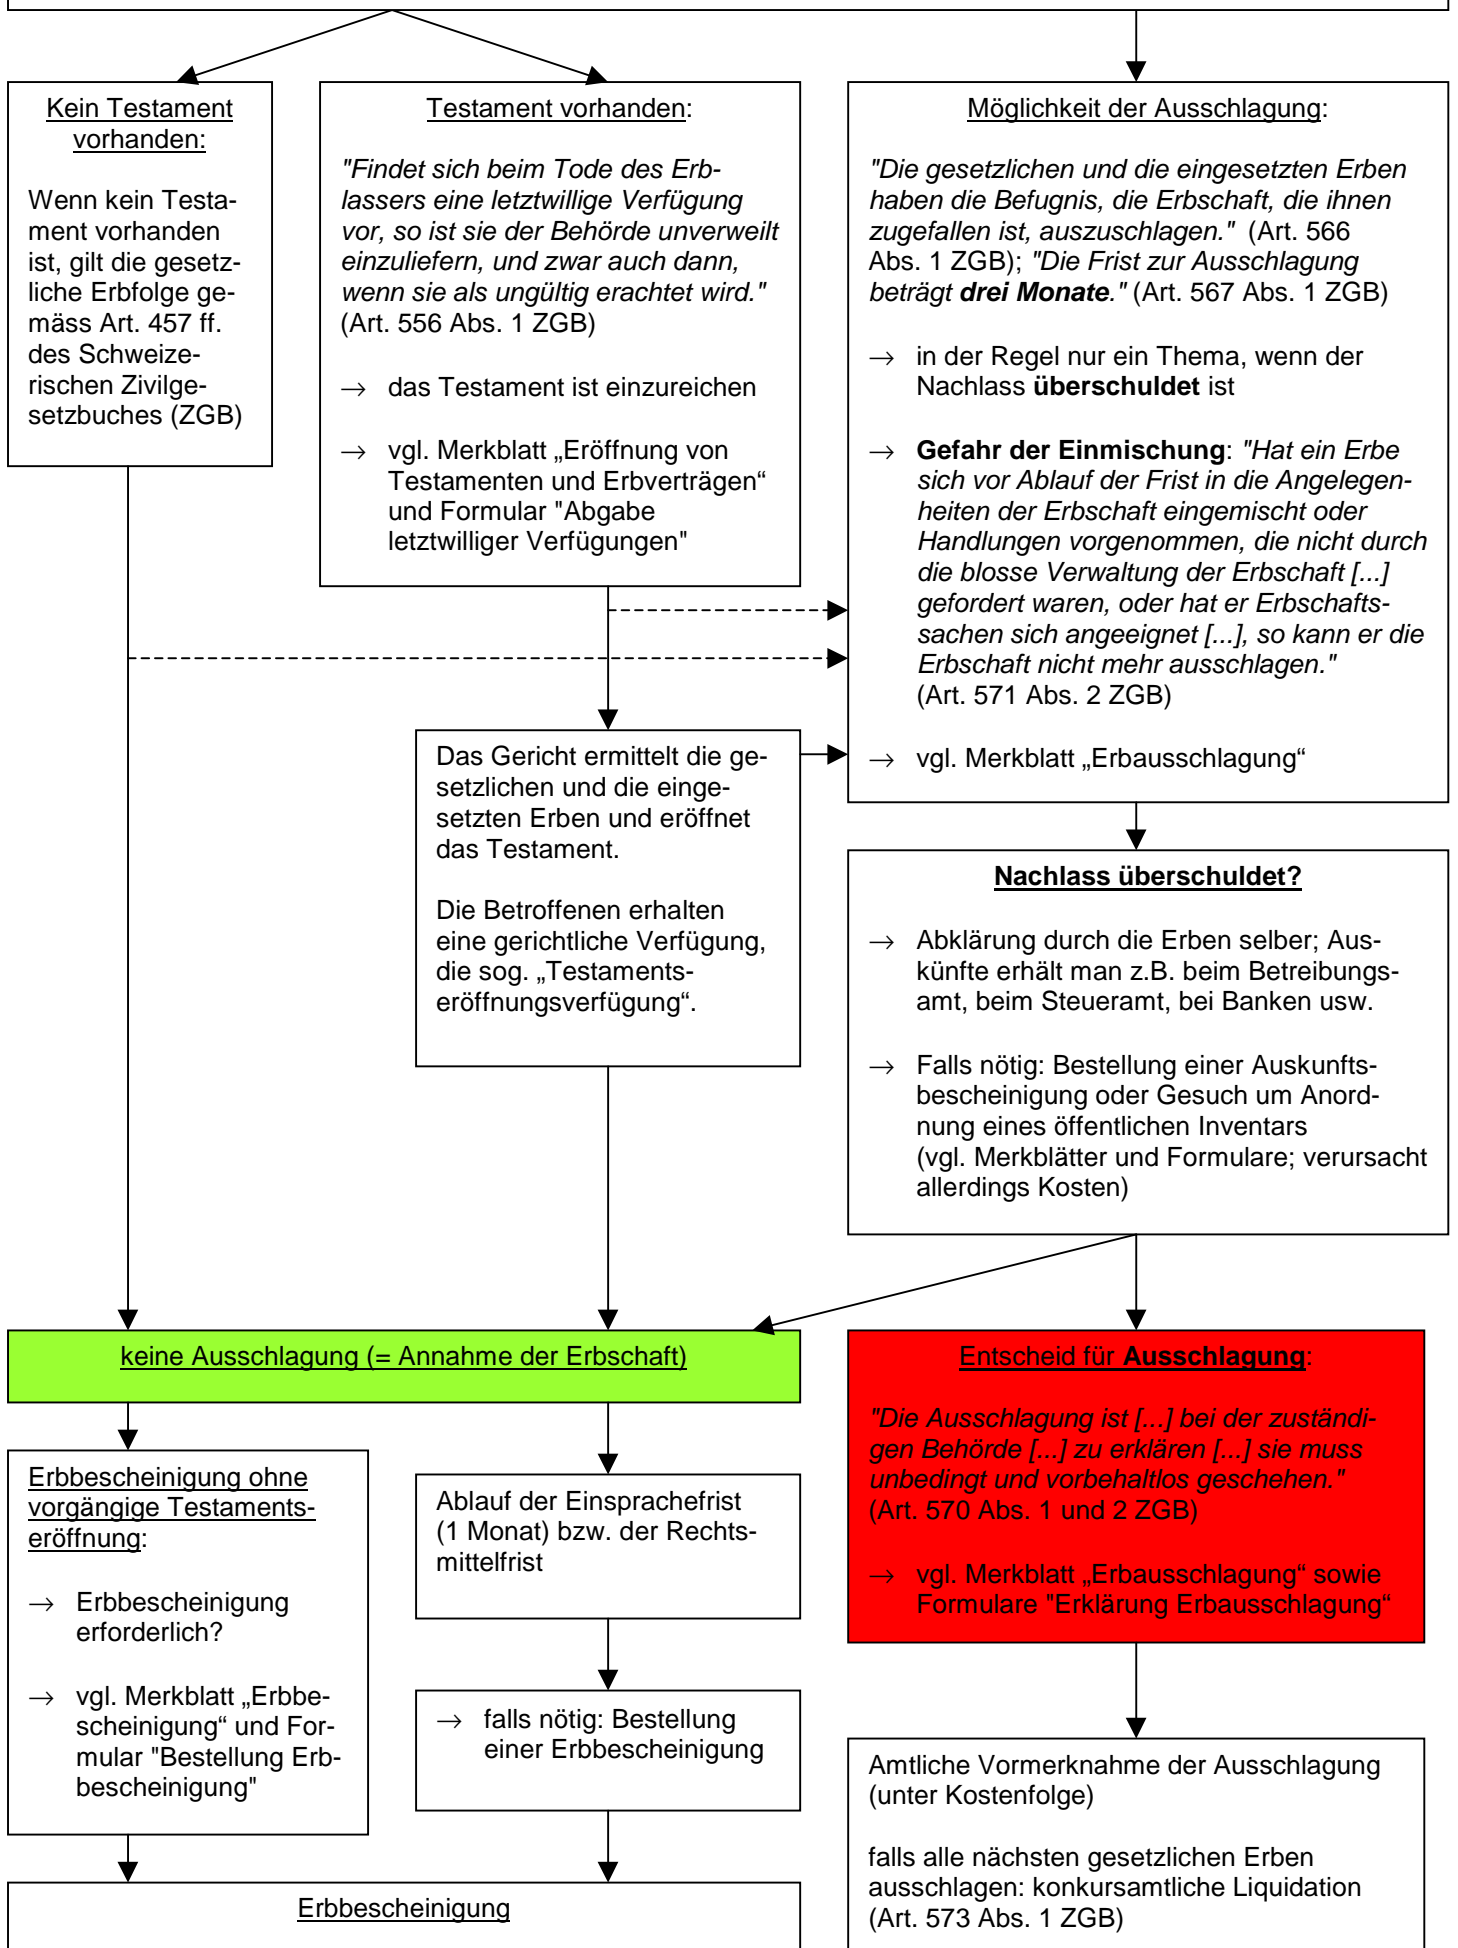 Kein Testament
vorhanden:
Wenn kein Testa-
ment vorhanden
ist, gilt die gesetz-
liche Erbfolge ge-
mäss Art. 457 ff.
des Schweize-
rischen Zivilge-
setzbuches (ZGB)
Testament vorhanden:
"Findet sich beim Tode des Erb-
lassers eine letztwillige Verfügung
vor, so ist sie der Behörde unverweilt
einzuliefern, und zwar auch dann,
wenn sie als ungültig erachtet wird."
(Art. 556 Abs. 1 ZGB)
→ das Testament ist einzureichen
→ vgl. Merkblatt „Eröffnung von
Testamenten und Erbverträgen“
und Formular "Abgabe
letztwilliger Verfügungen"
Möglichkeit der Ausschlagung:
"Die gesetzlichen und die eingesetzten Erben
haben die Befugnis, die Erbschaft, die ihnen
zugefallen ist, auszuschlagen." (Art. 566
Abs. 1 ZGB); "Die Frist zur Ausschlagung
beträgt drei Monate." (Art. 567 Abs. 1 ZGB)
→ in der Regel nur ein Thema, wenn der
Nachlass überschuldet ist
→ Gefahr der Einmischung: "Hat ein Erbe
sich vor Ablauf der Frist in die Angelegen-
heiten der Erbschaft eingemischt oder
Handlungen vorgenommen, die nicht durch
die blosse Verwaltung der Erbschaft [...]
gefordert waren, oder hat er Erbschafts-
sachen sich angeeignet [...], so kann er die
Erbschaft nicht mehr ausschlagen."
(Art. 571 Abs. 2 ZGB)
→ vgl. Merkblatt „Erbausschlagung“
Das Gericht ermittelt die ge-
setzlichen und die einge-
setzten Erben und eröffnet
das Testament.
Die Betroffenen erhalten
eine gerichtliche Verfügung,
die sog. „Testaments-
eröffnungsverfügung“.
Nachlass überschuldet?
→ Abklärung durch die Erben selber; Aus-
künfte erhält man z.B. beim Betreibungs-
amt, beim Steueramt, bei Banken usw.
→ Falls nötig: Bestellung einer Auskunfts-
bescheinigung oder Gesuch um Anord-
nung eines öffentlichen Inventars
(vgl. Merkblätter und Formulare; verursacht
allerdings Kosten)
keine Ausschlagung (= Annahme der Erbschaft)
Entscheid für Ausschlagung:
"Die Ausschlagung ist [...] bei der zuständi-
gen Behörde [...] zu erklären [...] sie muss
unbedingt und vorbehaltlos geschehen."
(Art. 570 Abs. 1 und 2 ZGB)
→ vgl. Merkblatt „Erbausschlagung“ sowie
Formulare "Erklärung Erbausschlagung“
Erbbescheinigung ohne
vorgängige Testaments-
eröffnung:
→ Erbbescheinigung
erforderlich?
→ vgl. Merkblatt „Erbbe-
scheinigung“ und For-
mular "Bestellung Erb-
bescheinigung"
Ablauf der Einsprachefrist
(1 Monat) bzw. der Rechts-
mittelfrist
→ falls nötig: Bestellung
einer Erbbescheinigung
Amtliche Vormerknahme der Ausschlagung
(unter Kostenfolge)
falls alle nächsten gesetzlichen Erben
ausschlagen: konkursamtliche Liquidation
(Art. 573 Abs. 1 ZGB)
Erbbescheinigung